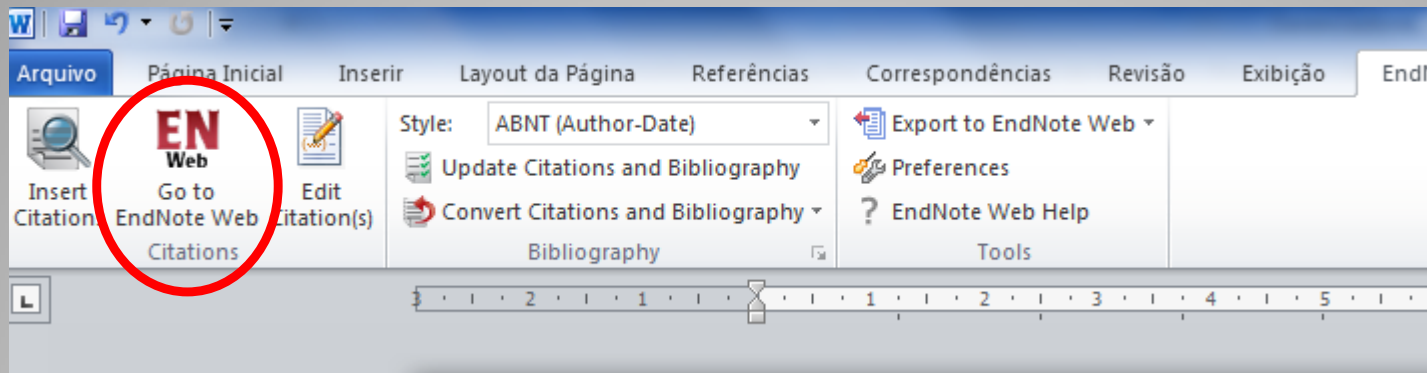 W
Arquivo Página Inicial Inserir Layout da Página Referências Correspondências Revisão Exibição EndN
EN
Web
Insert
Citation
Go to
EndNote Web
Edit
Citation(s)
Citations
Style: ABNT (Author-Date)
Update Citations and Bibliography
Convert Citations and Bibliography
Bibliography
Export to EndNote Web
Preferences
? EndNote Web Help
Tools
L
3 2 1 1 2 3 4 5